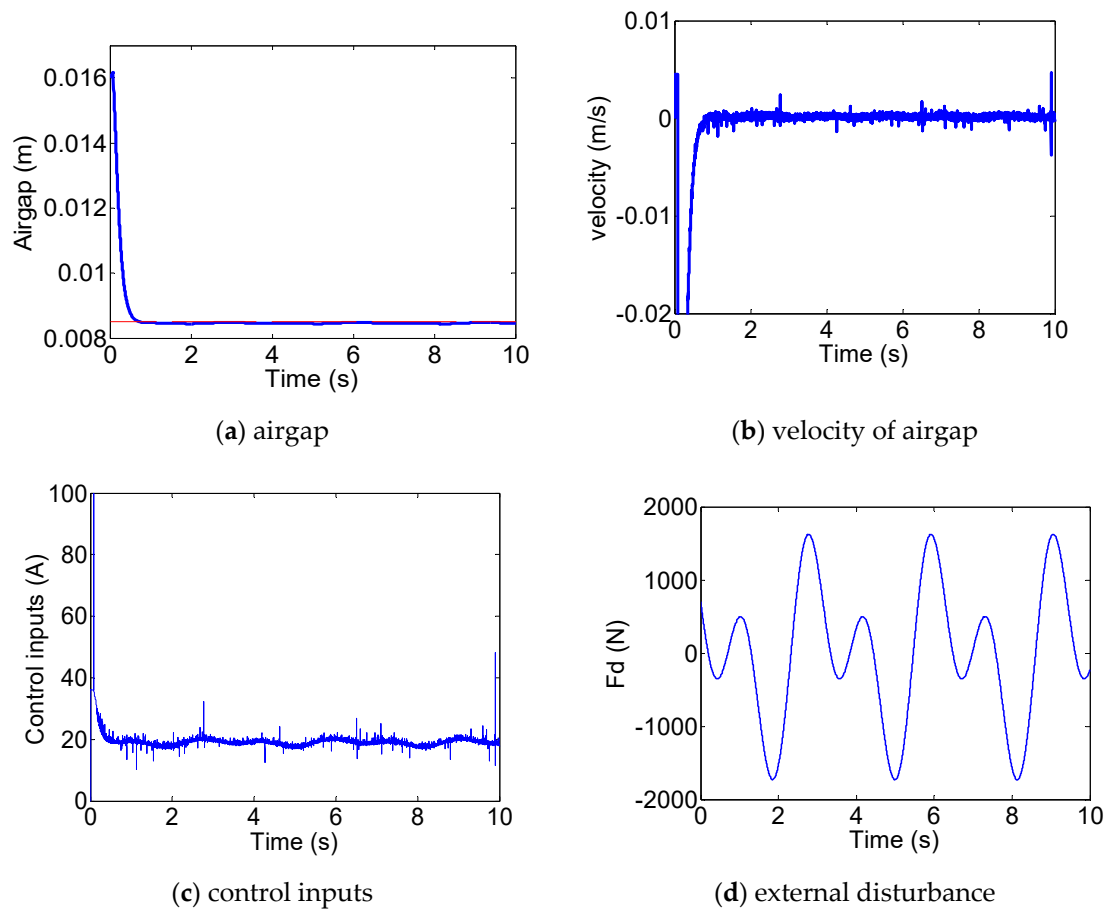 0.016
0.014
0.012
0.01
0.008
Airgap (m)
0 2 4 6 8 10
Time (s)
(a) airgap
0.01
0
-0.01
-0.02
velocity (m/s)
0 2 4 6 8 10
Time (s)
(b) velocity of airgap
100
80
60
40
20
0
Control inputs (A)
0 2 4 6 8 10
Time (s)
(c) control inputs
2000
1000
0
-1000
-2000
Fd (N)
0 2 4 6 8 10
Time (s)
(d) external disturbance